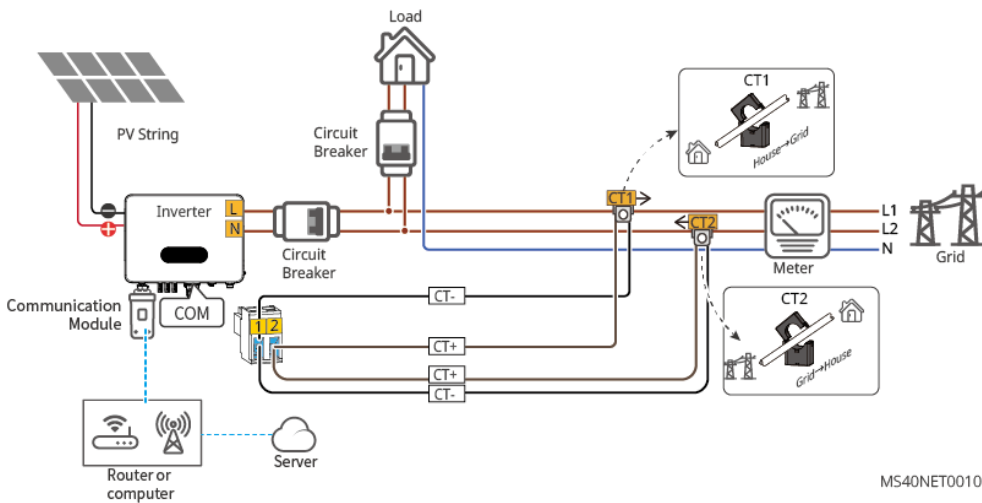 Load
CT1
House→Grid
PV String
Circuit
Breaker
CT1
Inverter
L
N
L1
L2
N
CT2
Circuit
Breaker
Meter
Grid
Communication
Module
COM
CT-
CT2
Grid→House
1 2
CT+
CT+
CT-
Router or
computer
Server
MS40NET0010